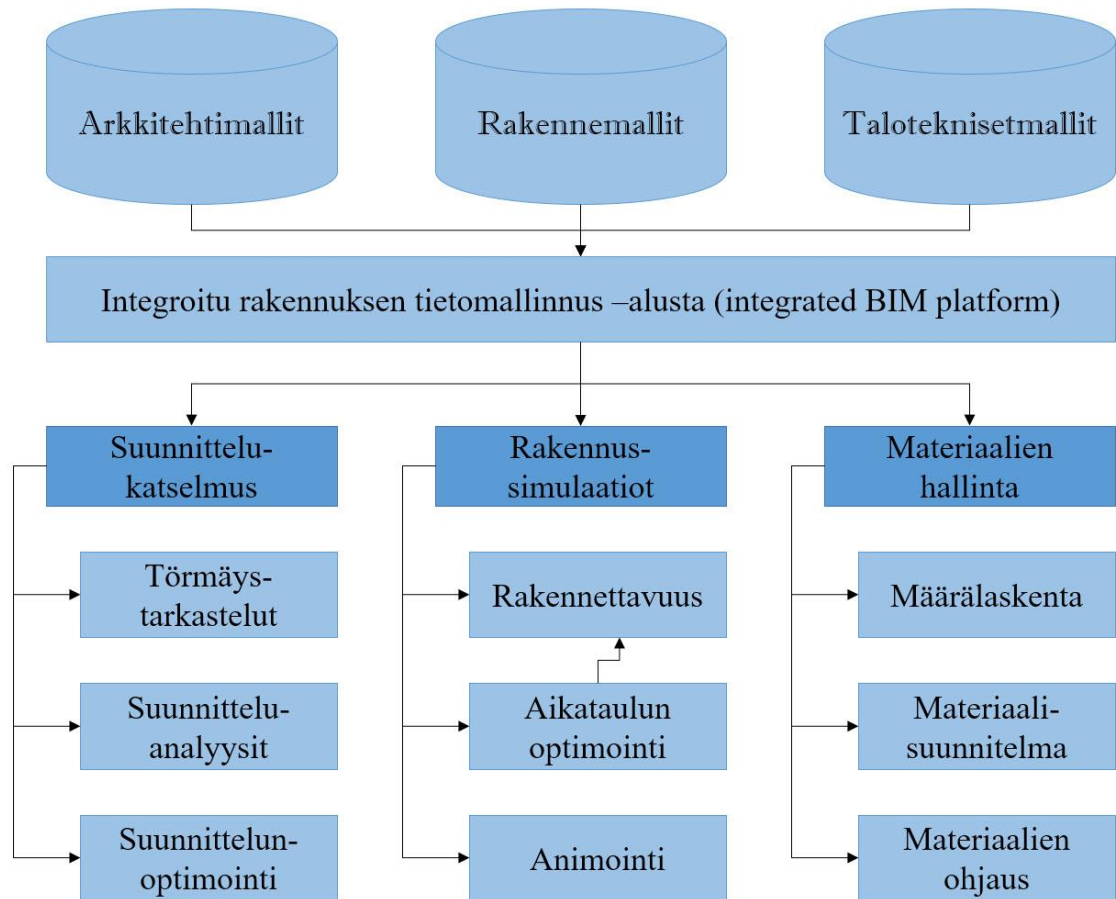 Arkkitehtimallit
Rakennemallit
Taloteknisetmallit
Integroitu rakennuksen tietomallinnus –alusta (integrated BIM platform)
Suunnittelu-
katselmus
Rakennus-
simulaatiot
Materiaalien
hallinta
Törmäys-
tarkastelut
Rakennettavuus
Määrälaskenta
Suunnittelu-
analyysit
Aikataulun
optimointi
Materiaali-
suunnitelma
Suunnittelun-
optimointi
Animointi
Materiaalien
ohjaus